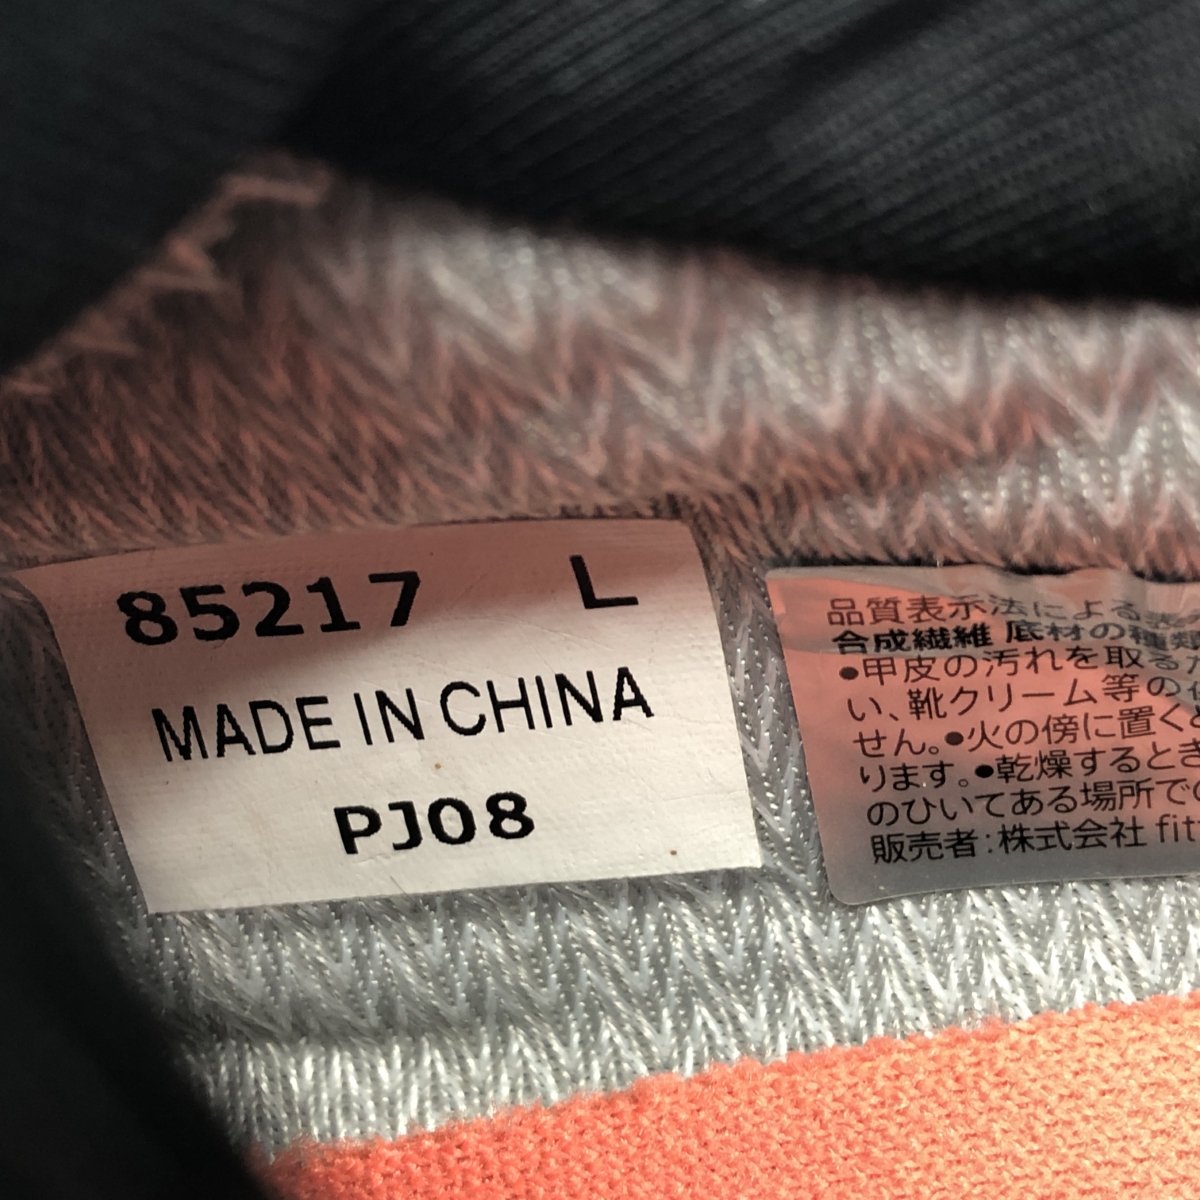 85217 L
MADE IN CHINA
PJ08
品質表示法による表
合成繊維 底材の種類
●甲皮の汚れを取るた
い、靴クリーム等の
せん。●火の傍に置く
ります。●乾燥するとき
のひいてある場所で
販売者:株式会社 fit